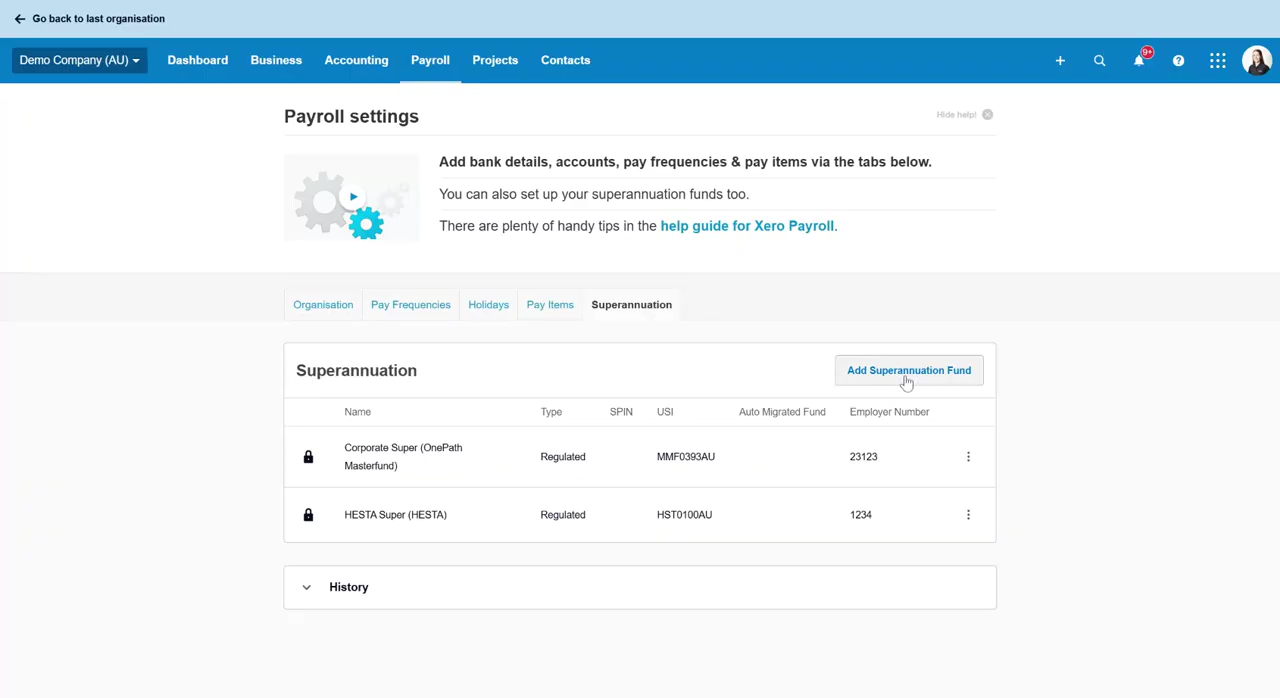 Go back to last organisation
Demo Company (AU)
Dashboard
Business
Accounting
Payroll
Projects
Contacts
9+
Payroll settings
Hide help!
Add bank details, accounts, pay frequencies & pay items via the tabs below.
You can also set up your superannuation funds too.
There are plenty of handy tips in the help guide for Xero Payroll.
Organisation
Pay Frequencies
Holidays
Pay Items
Superannuation
Superannuation
Add Superannuation Fund
Name
Type
SPIN
USI
Auto Migrated Fund
Employer Number
Corporate Super (OnePath
Masterfund)
Regulated
MMF0393AU
23123
HESTA Super (HESTA)
Regulated
HST0100AU
1234
History